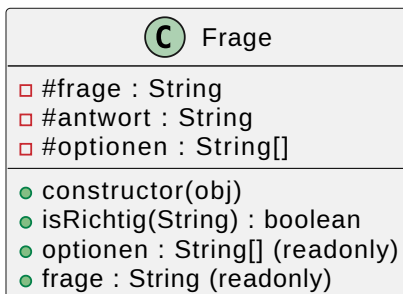 C Frage
#frage : String
#antwort : String
#optionen : String[]
constructor(obj)
isRichtig(String) : boolean
optionen : String[] (readonly)
frage : String (readonly)